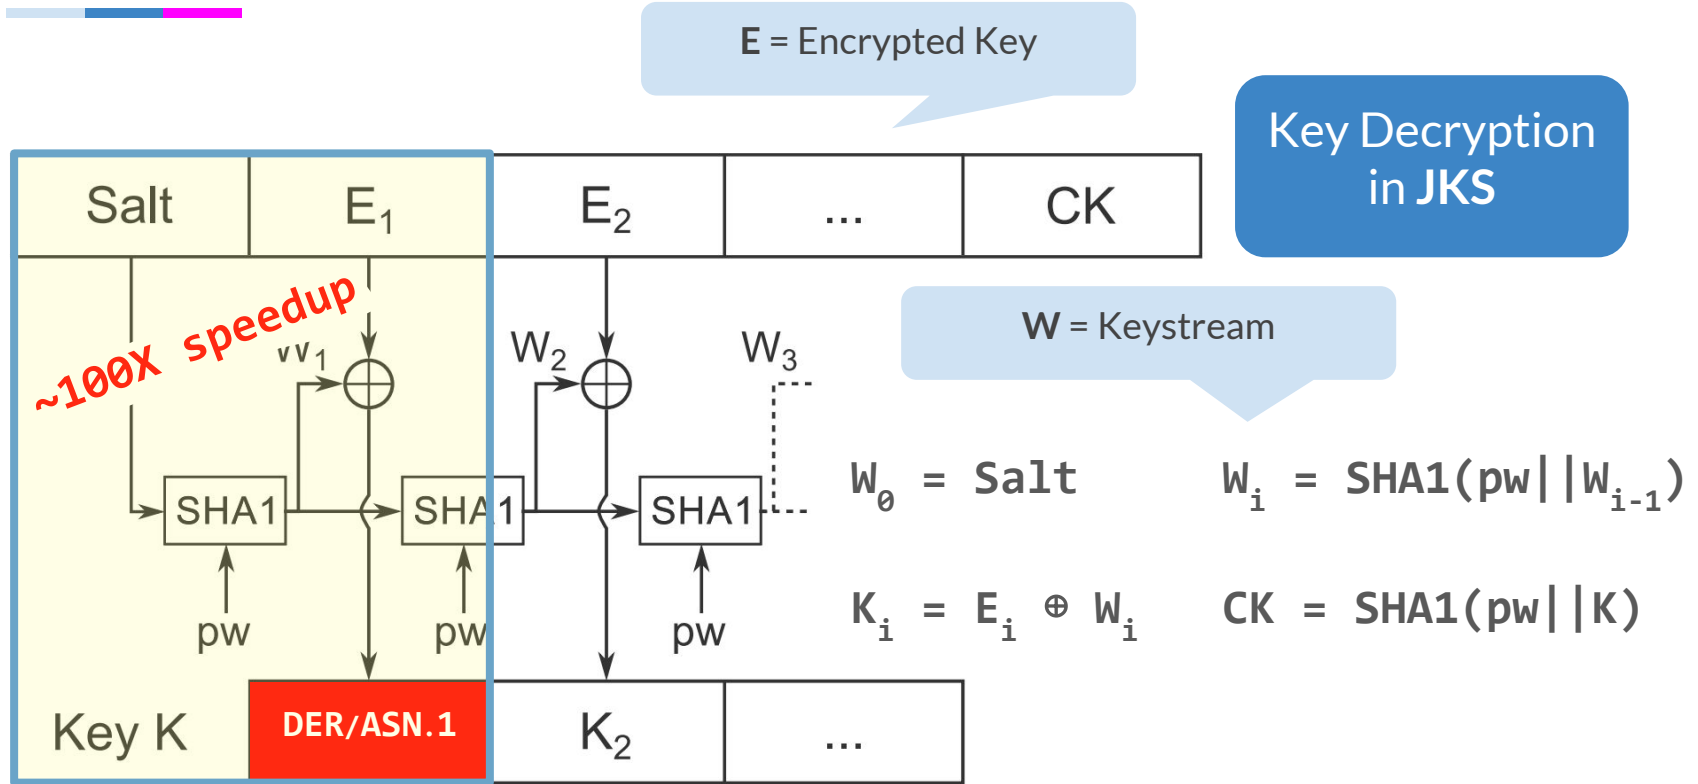 E = Encrypted Key
Key Decryption
in JKS
Salt E₁ E₂ ... CK
~100X speedup
W₁ W₂ W₃
W = Keystream
SHA1 SHA1 SHA1
W₀ = Salt Wᵢ = SHA1(pw||Wᵢ₋₁)
pw pw pw
Kᵢ = Eᵢ ⊕ Wᵢ CK = SHA1(pw||K)
Key K DER/ASN.1 K₂ ...